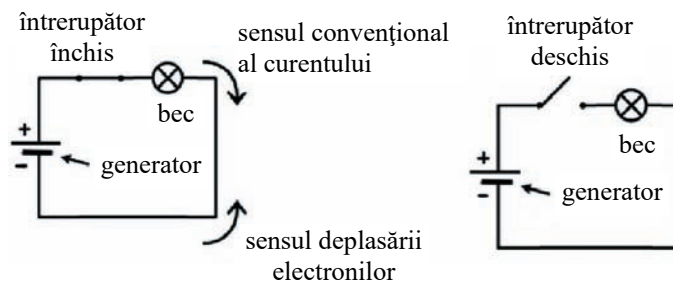 întrerupător
închis
sensul convenţional
al curentului
bec
+
-
generator
sensul deplasării
electronilor
întrerupător
deschis
bec
+
-
generator